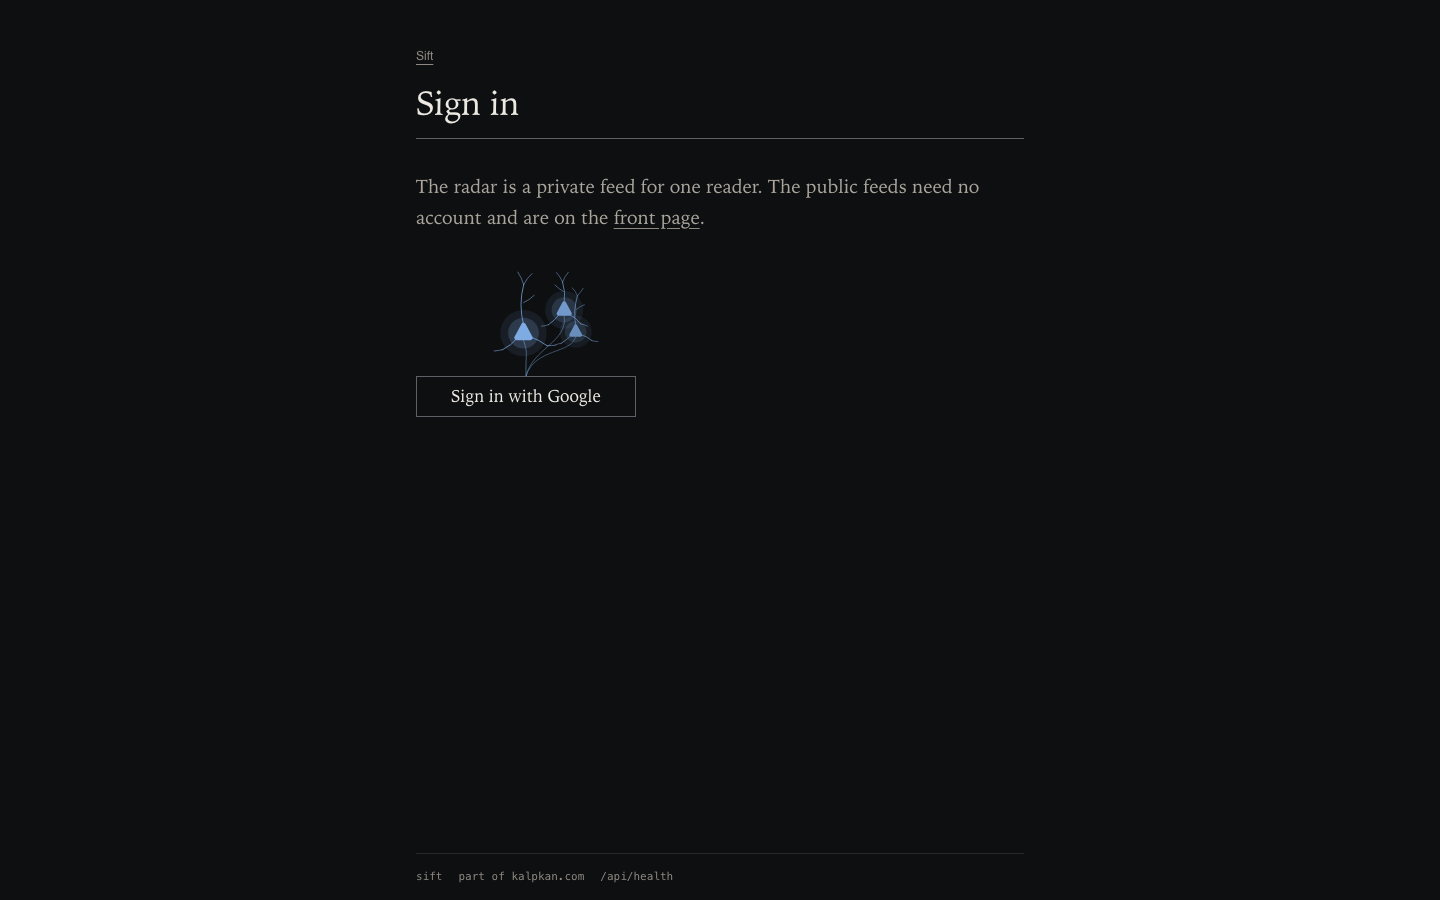 Sift
Sign in
The radar is a private feed for one reader. The public feeds need no
account and are on the front page.
Sign in with Google
sift part of kalpkan.com /api/health